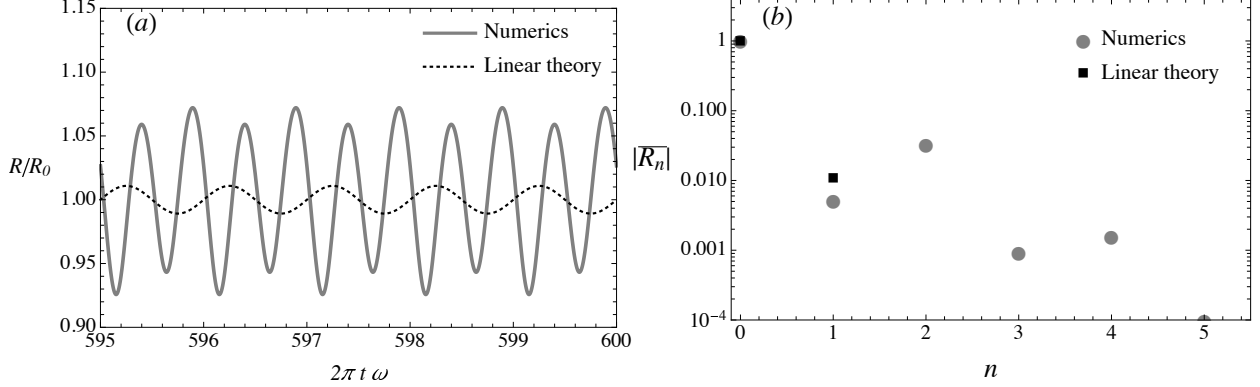 (a)
Numerics
Linear theory
1.15
1.10
1.05
1.00
0.95
0.90
R/R0
595 596 597 598 599 600
2π t ω
(b)
Numerics
Linear theory
1
0.100
0.010
0.001
10−4
|Rn|
0 1 2 3 4 5
n